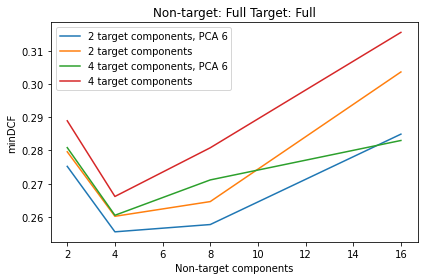 Non-target: Full Target: Full
2 target components, PCA 6
2 target components
4 target components, PCA 6
4 target components
minDCF
0.31
0.30
0.29
0.28
0.27
0.26
2 4 6 8 10 12 14 16
Non-target components